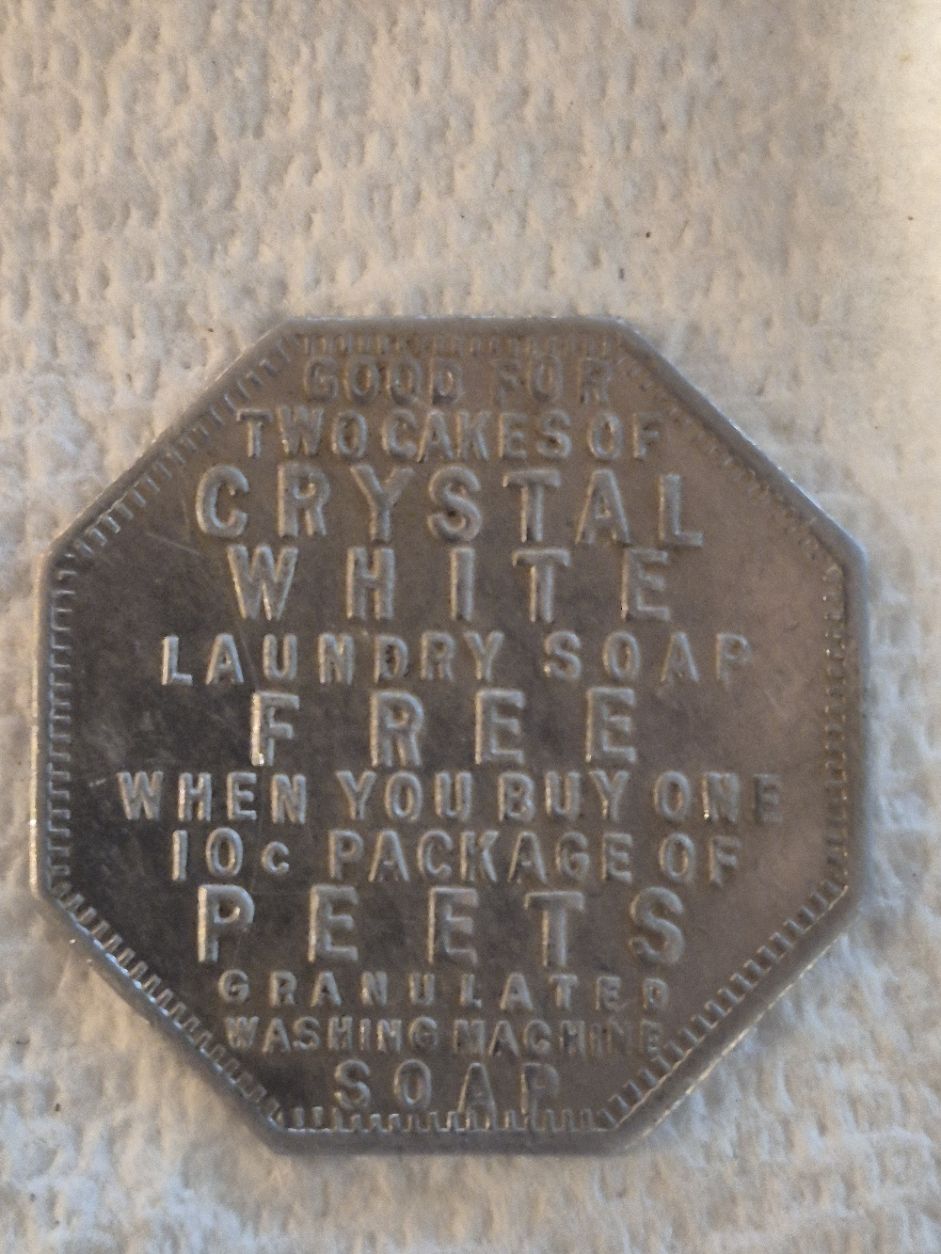 GOOD FOR
TWO CAKES OF
CRYSTAL
WHITE
LAUNDRY SOAP
FREE
WHEN YOU BUY ONE
10c PACKAGE OF
PEETS
GRANULATED
WASHING MACHINE
SOAP